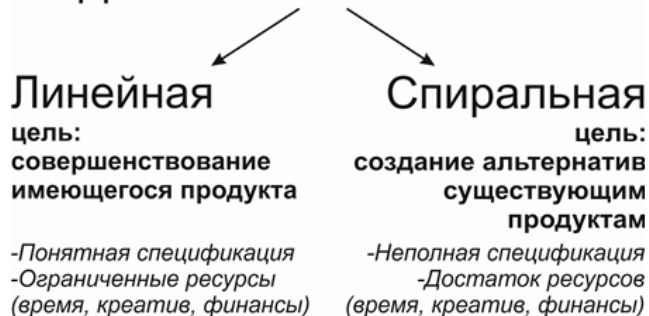 Линейная
цель:
совершенствование
имеющегося продукта
-Понятная спецификация
-Ограниченные ресурсы
(время, креатив, финансы)
Спиральная
цель:
создание альтернатив
существующим
продуктам
-Неполная спецификация
-Достаток ресурсов
(время, креатив, финансы)